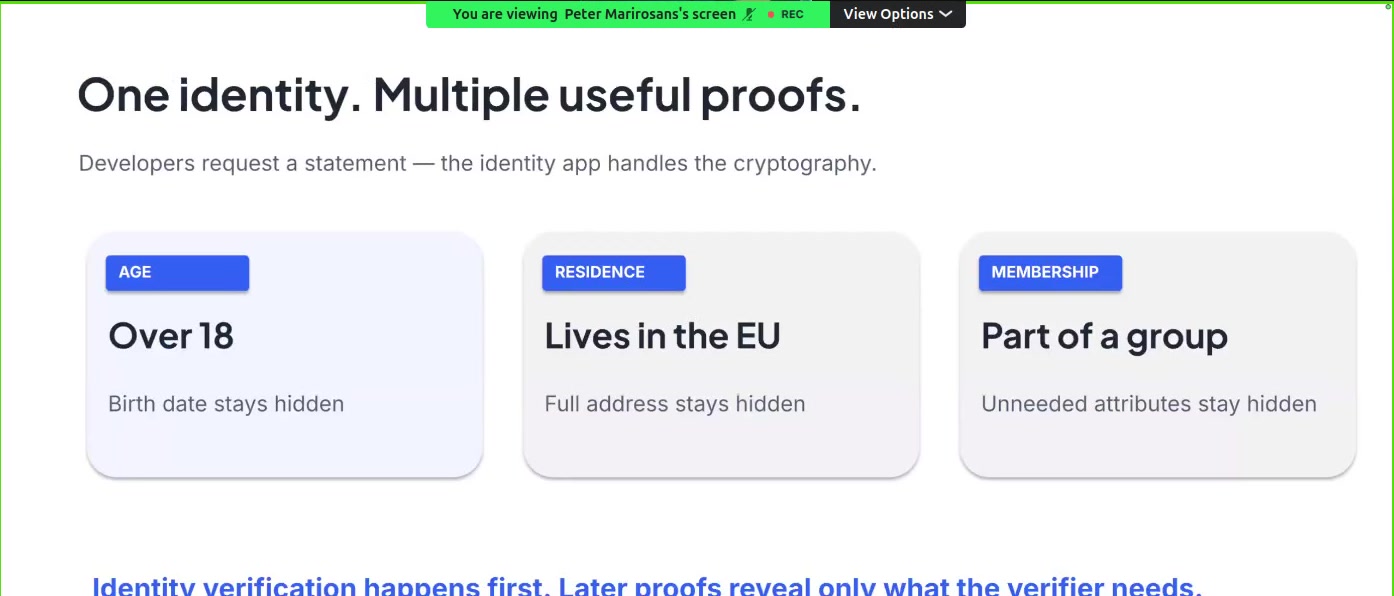 You are viewing Peter Marirosans's screen REC View Options
One identity. Multiple useful proofs.
Developers request a statement — the identity app handles the cryptography.
AGE
Over 18
Birth date stays hidden
RESIDENCE
Lives in the EU
Full address stays hidden
MEMBERSHIP
Part of a group
Unneeded attributes stay hidden
Identity verification happens first. Later proofs reveal only what the verifier needs.